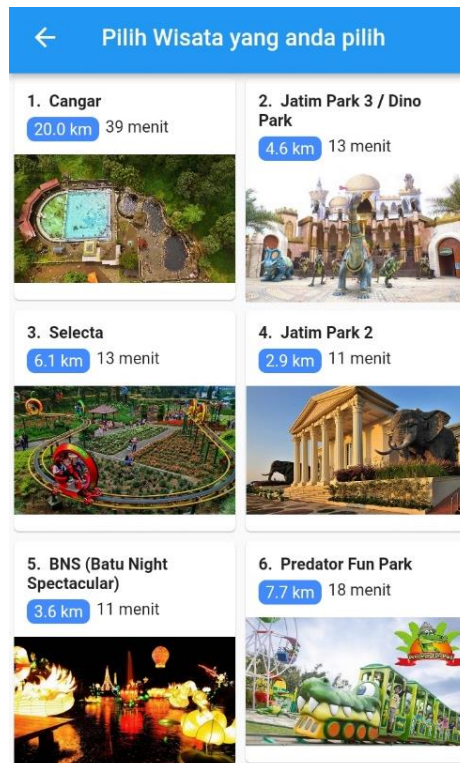 Pilih Wisata yang anda pilih
1. Cangar
20.0 km 39 menit
2. Jatim Park 3 / Dino
Park
4.6 km 13 menit
3. Selecta
6.1 km 13 menit
4. Jatim Park 2
2.9 km 11 menit
5. BNS (Batu Night
Spectacular)
3.6 km 11 menit
6. Predator Fun Park
7.7 km 18 menit